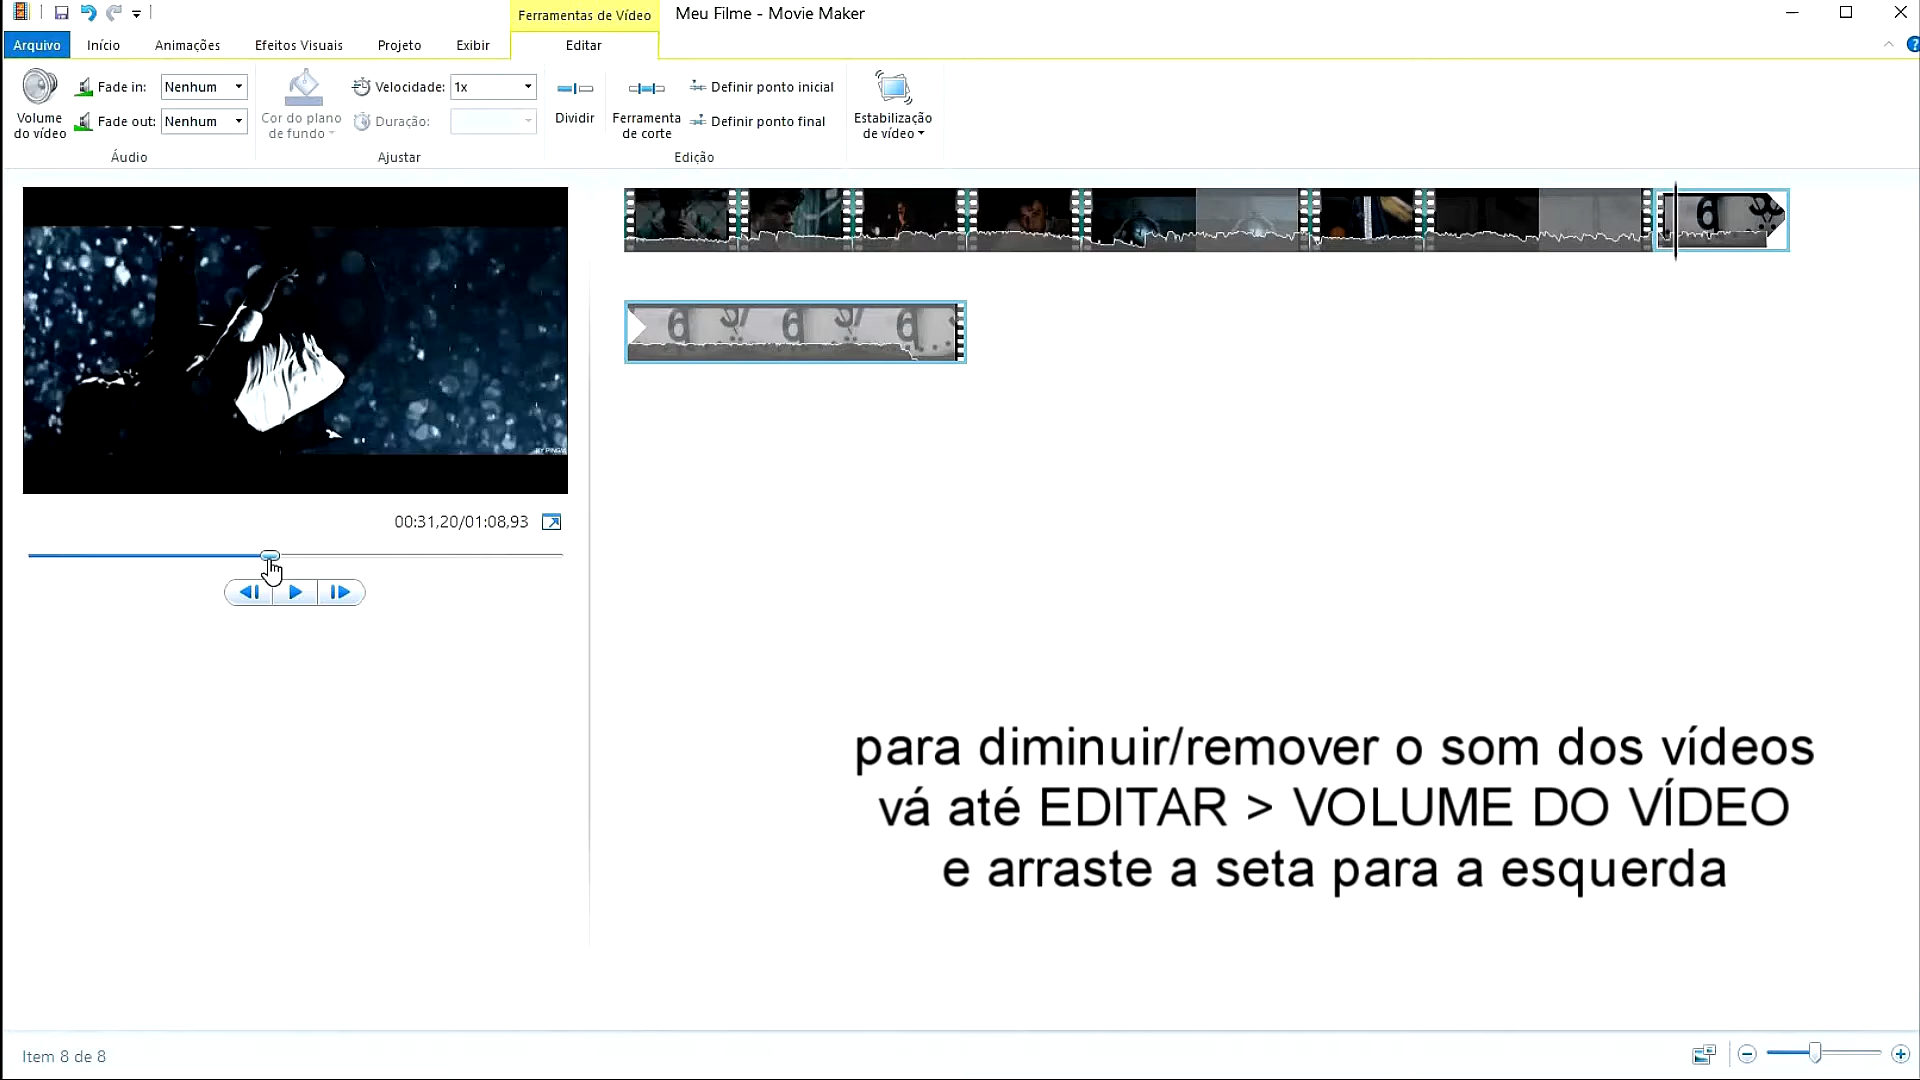 Ferramentas de Vídeo
Meu Filme - Movie Maker
Arquivo
Início
Animações
Efeitos Visuais
Projeto
Exibir
Editar
Volume do vídeo
Fade in: Nenhum
Fade out: Nenhum
Áudio
Cor do plano de fundo
Velocidade: 1x
Duração:
Ajustar
Dividir
Ferramenta de corte
Definir ponto inicial
Definir ponto final
Edição
Estabilização de vídeo
00:31,20/01:08,93
para diminuir/remover o som dos vídeos
vá até EDITAR > VOLUME DO VÍDEO
e arraste a seta para a esquerda
Item 8 de 8